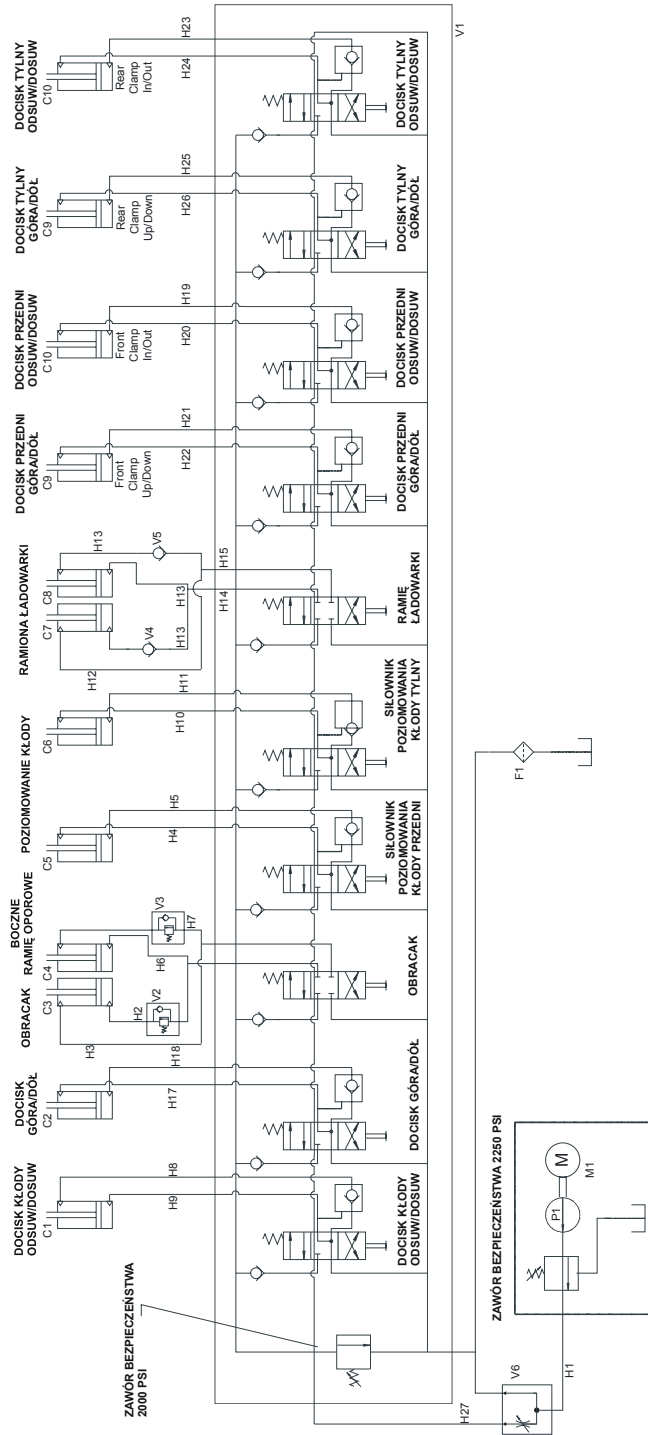 DOCISK KŁODY
ODSUW/DOSUW
C1
H8
H9
DOCISK
GÓRA/DÓŁ
C2
H17
OBRACAK
C3
H3
H2
V2
H18
BOCZNE
RAMIĘ OPOROWE
C4
V3
H7
H6
POZIOMOWANIE KŁODY
C5
H5
H4
C6
H10
H11
RAMIONA ŁADOWARKI
C7
C8
H13
V5
H12
V4
H13
H13
H15
H14
DOCISK PRZEDNI
GÓRA/DÓŁ
C9
Front
Clamp
Up/Down
H21
H22
DOCISK PRZEDNI
ODSUW/DOSUW
C10
Front
Clamp
In/Out
H19
H20
DOCISK TYLNY
GÓRA/DÓŁ
C9
Rear
Clamp
Up/Down
H25
H26
DOCISK TYLNY
ODSUW/DOSUW
C10
Rear
Clamp
In/Out
H23
H24
ZAWÓR BEZPIECZEŃSTWA
2000 PSI
DOCISK KŁODY
ODSUW/DOSUW
DOCISK GÓRA/DÓŁ
OBRACAK
SIŁOWNIK
POZIOMOWANIA
KŁODY PRZEDNI
SIŁOWNIK
POZIOMOWANIA
KŁODY TYLNY
RAMIĘ
ŁADOWARKI
DOCISK PRZEDNI
GÓRA/DÓŁ
DOCISK PRZEDNI
ODSUW/DOSUW
DOCISK TYLNY
GÓRA/DÓŁ
DOCISK TYLNY
ODSUW/DOSUW
V1
H27
V6
H1
ZAWÓR BEZPIECZEŃSTWA 2250 PSI
P1
M
M1
F1